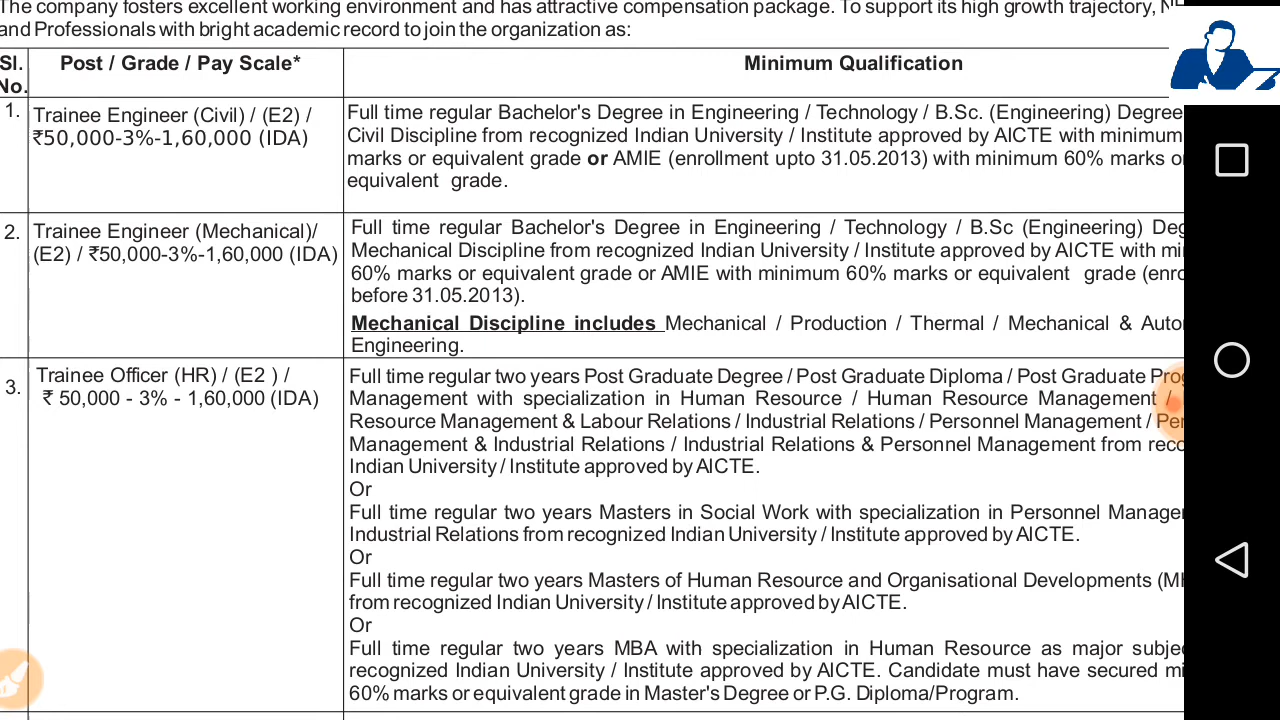 The company fosters excellent working environment and has attractive compensation package. To support its high growth trajectory,
and Professionals with bright academic record to join the organization as:
Sl. No.
Post / Grade / Pay Scale*
Minimum Qualification
1.
Trainee Engineer (Civil) / (E2) /
₹50,000-3%-1,60,000 (IDA)
Full time regular Bachelor's Degree in Engineering / Technology / B.Sc. (Engineering) Degree
Civil Discipline from recognized Indian University / Institute approved by AICTE with minimum
marks or equivalent grade or AMIE (enrollment upto 31.05.2013) with minimum 60% marks or
equivalent grade.
2.
Trainee Engineer (Mechanical)/
(E2) / ₹50,000-3%-1,60,000 (IDA)
Full time regular Bachelor's Degree in Engineering / Technology / B.Sc (Engineering)
Mechanical Discipline from recognized Indian University / Institute approved by AICTE with
60% marks or equivalent grade or AMIE with minimum 60% marks or equivalent grade
before 31.05.2013).
Mechanical Discipline includes Mechanical / Production / Thermal / Mechanical &
Engineering.
3.
Trainee Officer (HR) / (E2 ) /
₹ 50,000 - 3% - 1,60,000 (IDA)
Full time regular two years Post Graduate Degree / Post Graduate Diploma / Post Graduate
Management with specialization in Human Resource / Human Resource Management /
Resource Management & Labour Relations / Industrial Relations / Personnel Management /
Management & Industrial Relations / Industrial Relations & Personnel Management from
Indian University / Institute approved by AICTE.
Or
Full time regular two years Masters in Social Work with specialization in Personnel
Industrial Relations from recognized Indian University / Institute approved by AICTE.
Or
Full time regular two years Masters of Human Resource and Organisational Developments
from recognized Indian University / Institute approved by AICTE.
Or
Full time regular two years MBA with specialization in Human Resource as major
recognized Indian University / Institute approved by AICTE. Candidate must have secured
60% marks or equivalent grade in Master's Degree or P.G. Diploma/Program.